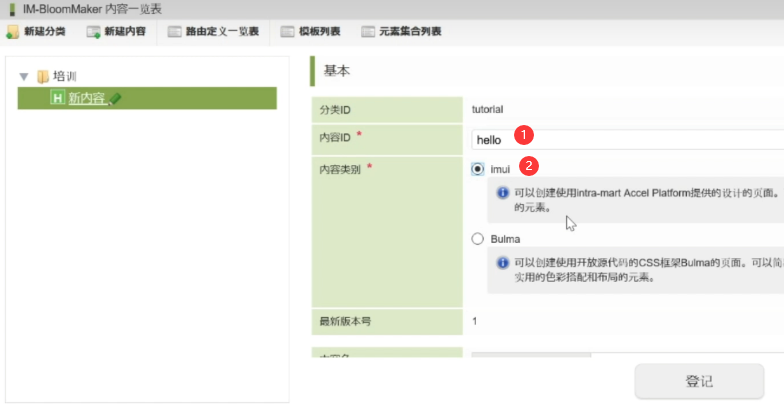 IM-BloomMaker 内容一览表
新建分类 新建内容 路由定义一览表 模板列表 元素集合列表
培训
H 新内容
基本
分类ID tutorial
内容ID * hello 1
内容类别 * imui 2
可以创建使用intra-mart Accel Platform提供的设计的页面。
的元素。
Bulma
可以创建使用开放源代码的CSS框架Bulma的页面。可以简
实用的色彩搭配和布局的元素。
最新版本号 1
登记